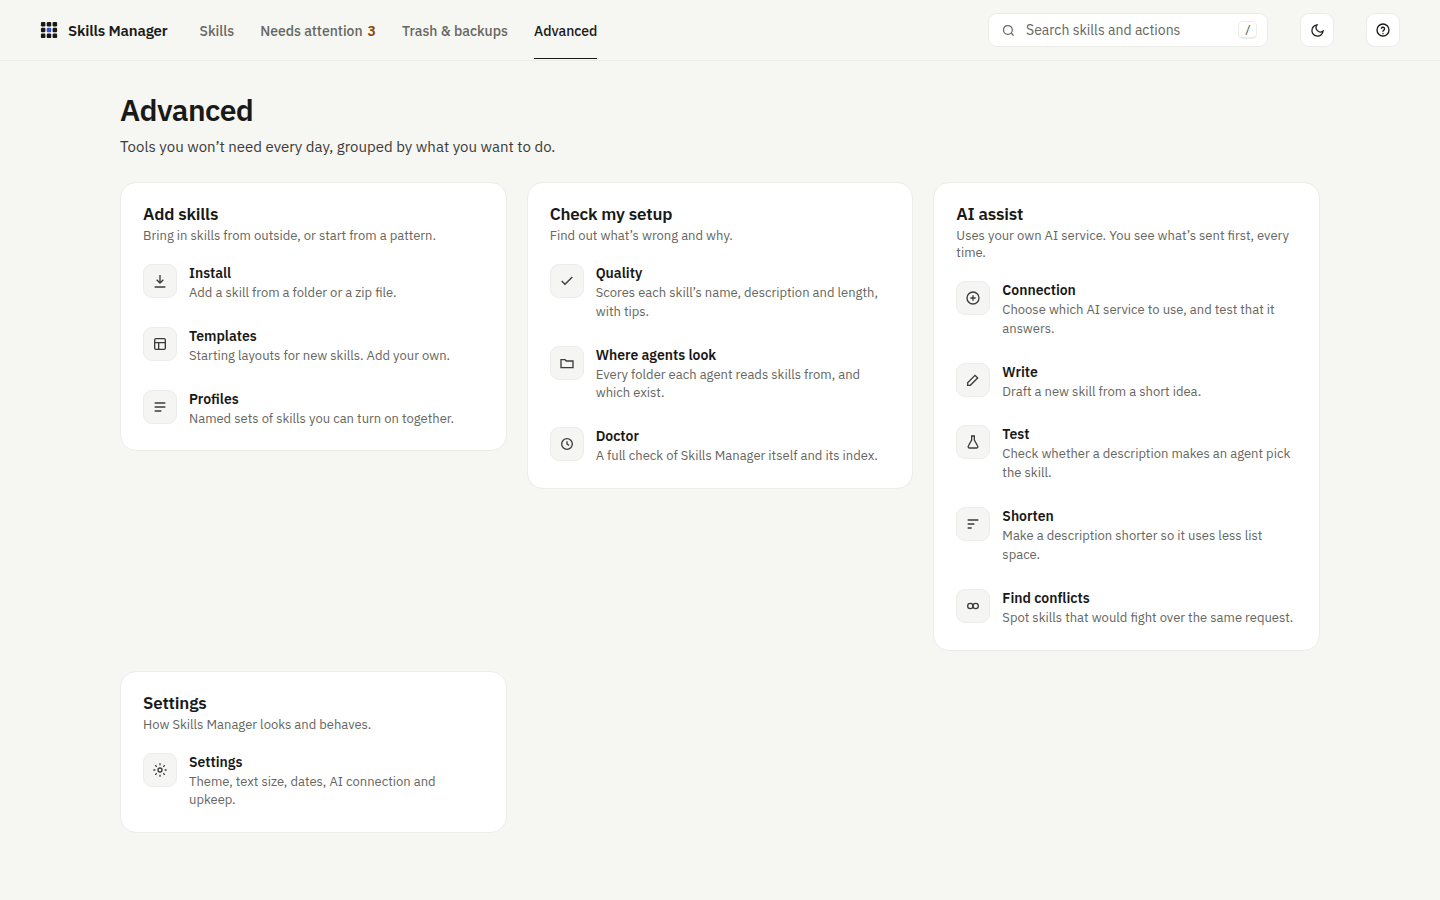 Skills Manager
Skills
Needs attention 3
Trash & backups
Advanced
Search skills and actions
/
Advanced
Tools you won’t need every day, grouped by what you want to do.
Add skills
Bring in skills from outside, or start from a pattern.
Install
Add a skill from a folder or a zip file.
Templates
Starting layouts for new skills. Add your own.
Profiles
Named sets of skills you can turn on together.
Check my setup
Find out what’s wrong and why.
Quality
Scores each skill’s name, description and length,
with tips.
Where agents look
Every folder each agent reads skills from, and
which exist.
Doctor
A full check of Skills Manager itself and its index.
AI assist
Uses your own AI service. You see what’s sent first, every
time.
Connection
Choose which AI service to use, and test that it
answers.
Write
Draft a new skill from a short idea.
Test
Check whether a description makes an agent pick
the skill.
Shorten
Make a description shorter so it uses less list
space.
Find conflicts
Spot skills that would fight over the same request.
Settings
How Skills Manager looks and behaves.
Settings
Theme, text size, dates, AI connection and
upkeep.